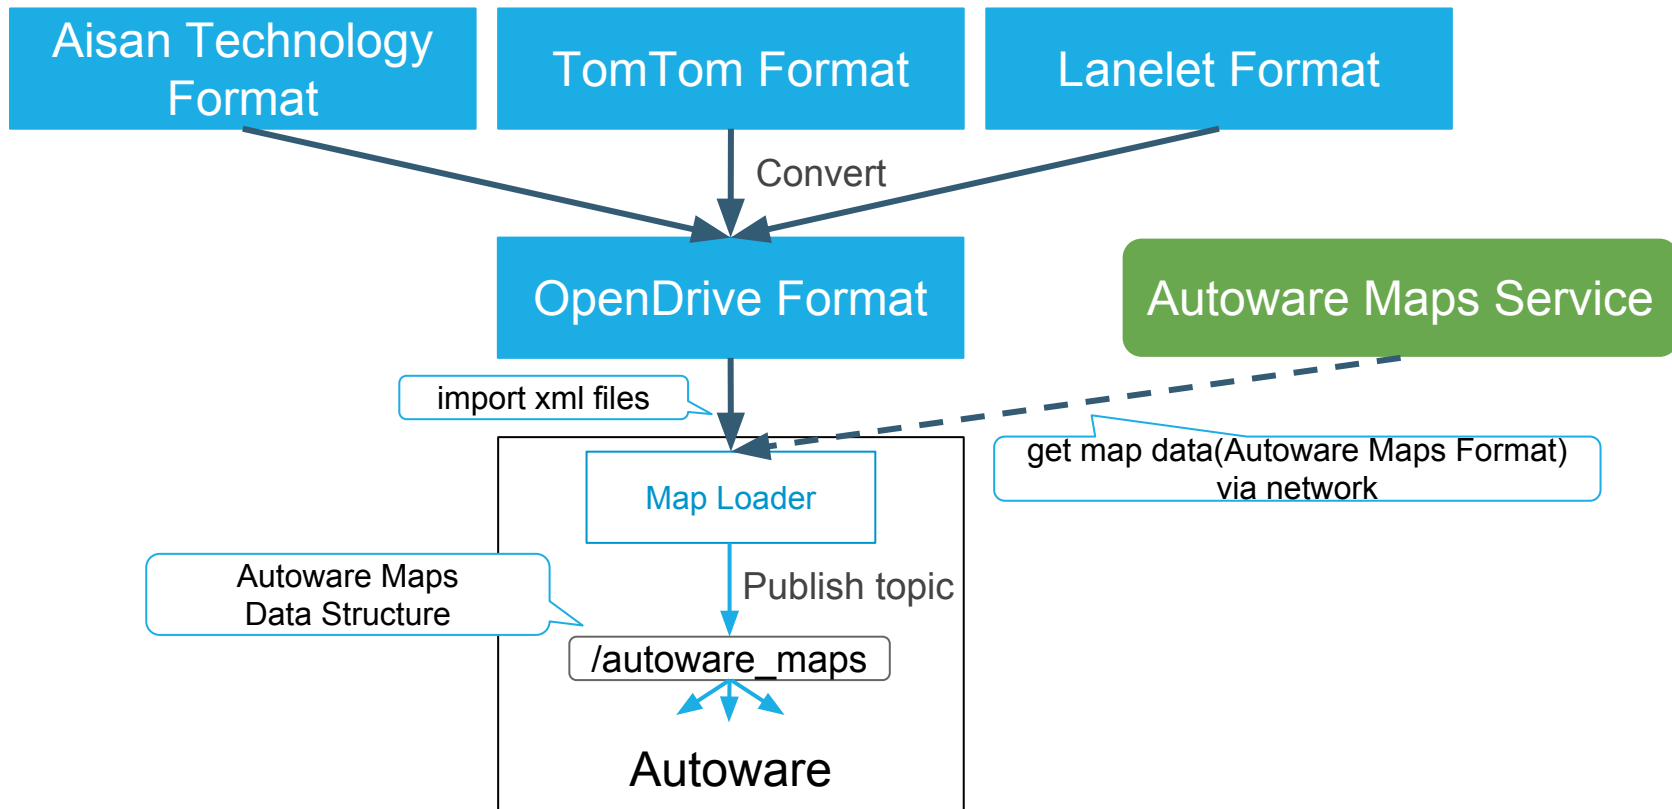 Aisan Technology
Format
TomTom Format
Lanelet Format
Convert
OpenDrive Format
Autoware Maps Service
import xml files
get map data(Autoware Maps Format)
via network
Map Loader
Autoware Maps
Data Structure
Publish topic
/autoware_maps
Autoware